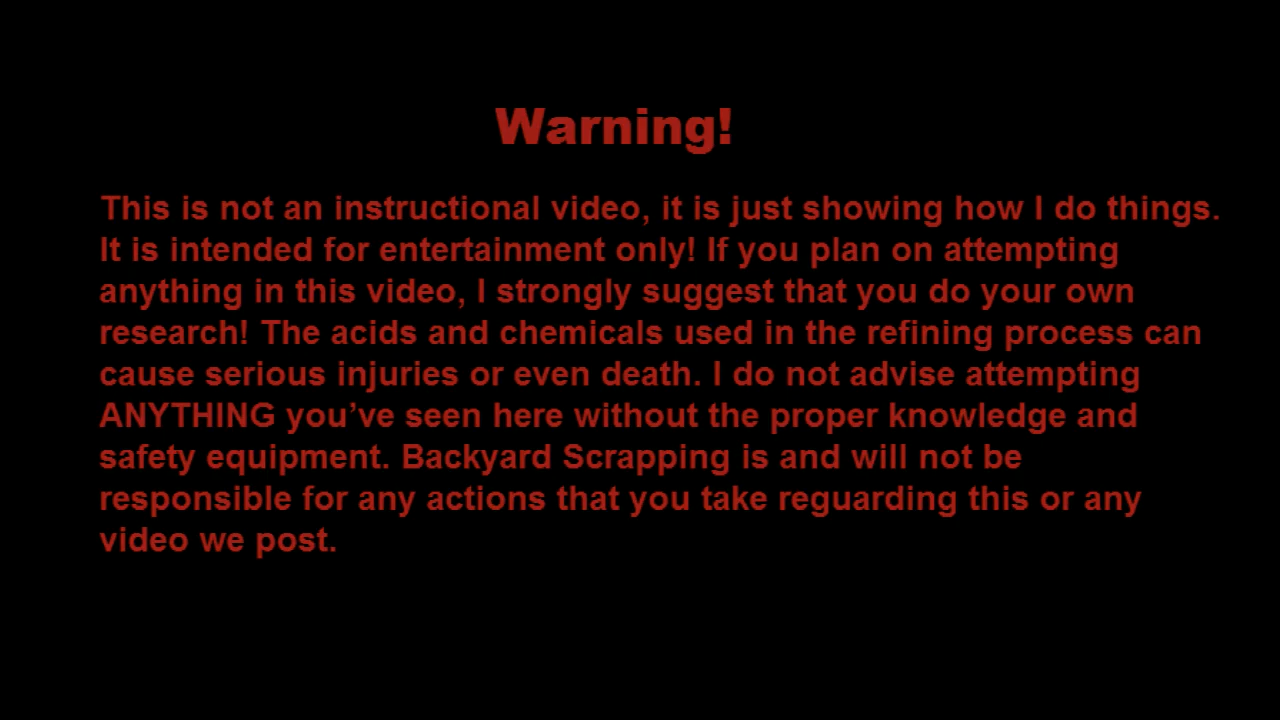 Warning!
This is not an instructional video, it is just showing how I do things.
It is intended for entertainment only! If you plan on attempting
anything in this video, I strongly suggest that you do your own
research! The acids and chemicals used in the refining process can
cause serious injuries or even death. I do not advise attempting
ANYTHING you’ve seen here without the proper knowledge and
safety equipment. Backyard Scrapping is and will not be
responsible for any actions that you take reguarding this or any
video we post.